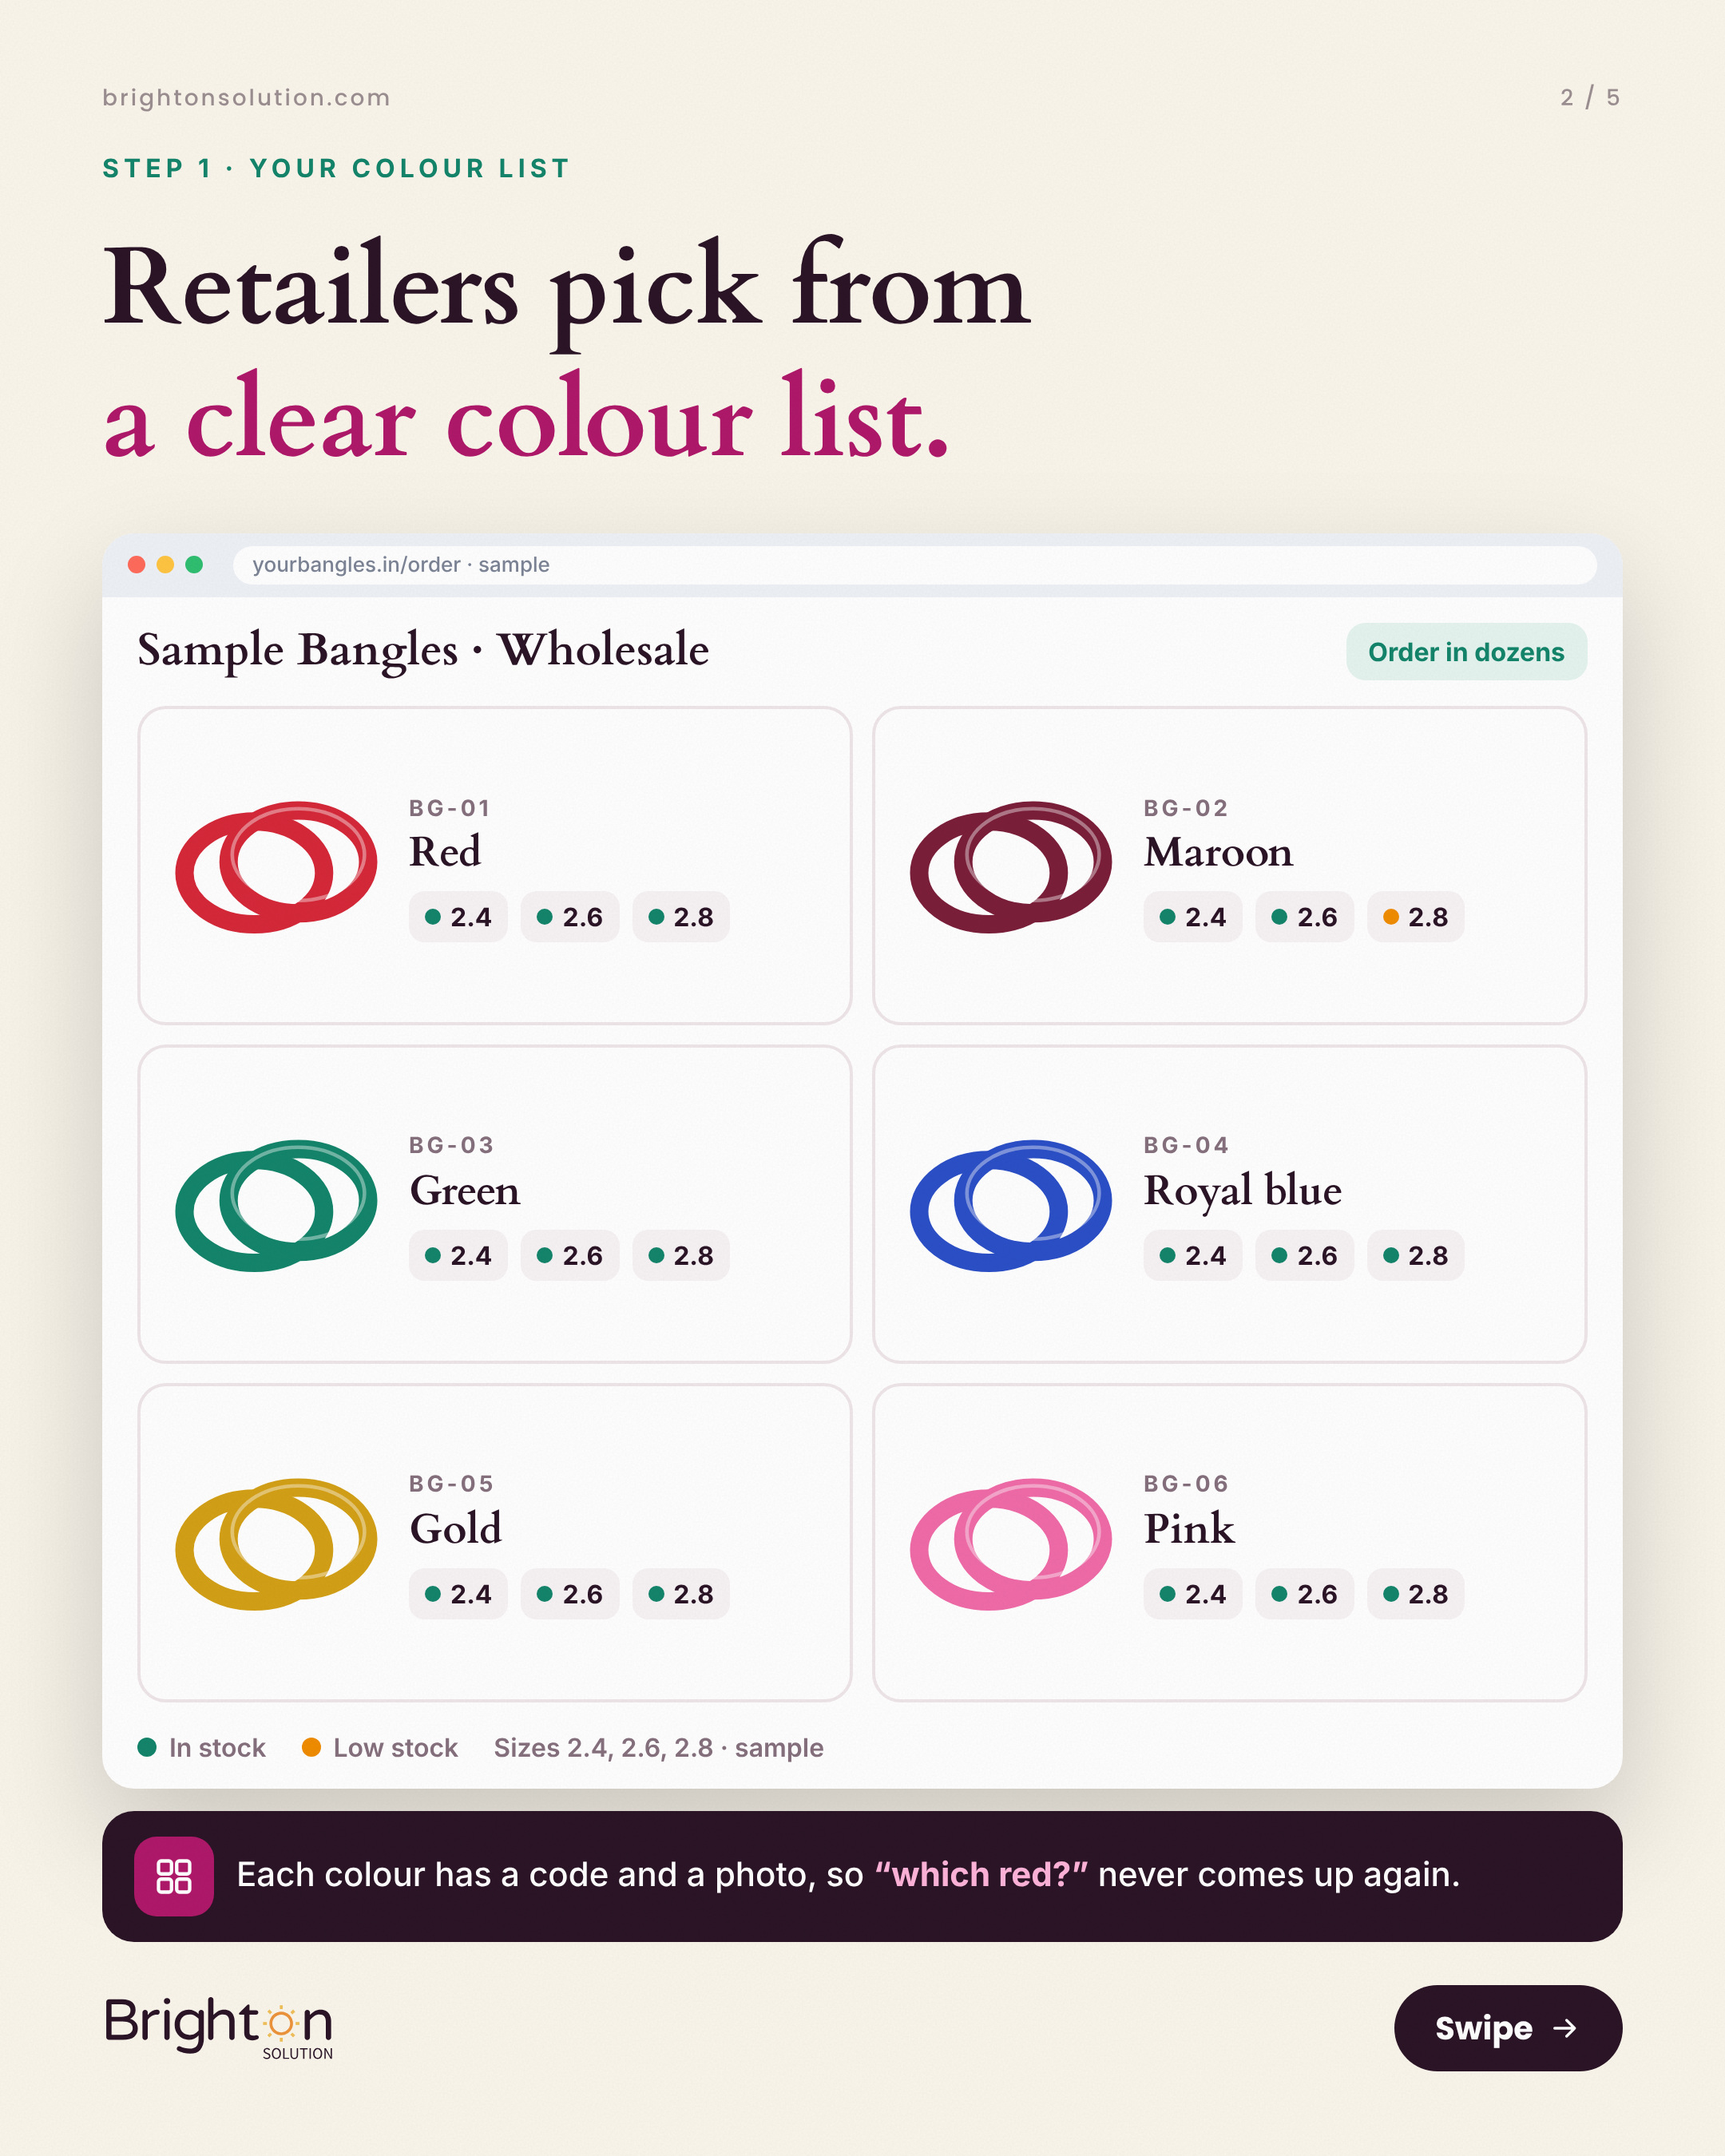 brightonsolution.com
2 / 5
STEP 1 · YOUR COLOUR LIST
Retailers pick from
a clear colour list.
yourbangles.in/order · sample
Sample Bangles · Wholesale
Order in dozens
BG-01
Red
2.4 2.6 2.8
BG-02
Maroon
2.4 2.6 2.8
BG-03
Green
2.4 2.6 2.8
BG-04
Royal blue
2.4 2.6 2.8
BG-05
Gold
2.4 2.6 2.8
BG-06
Pink
2.4 2.6 2.8
In stock Low stock Sizes 2.4, 2.6, 2.8 · sample
Each colour has a code and a photo, so “which red?” never comes up again.
Brighton
SOLUTION
Swipe →